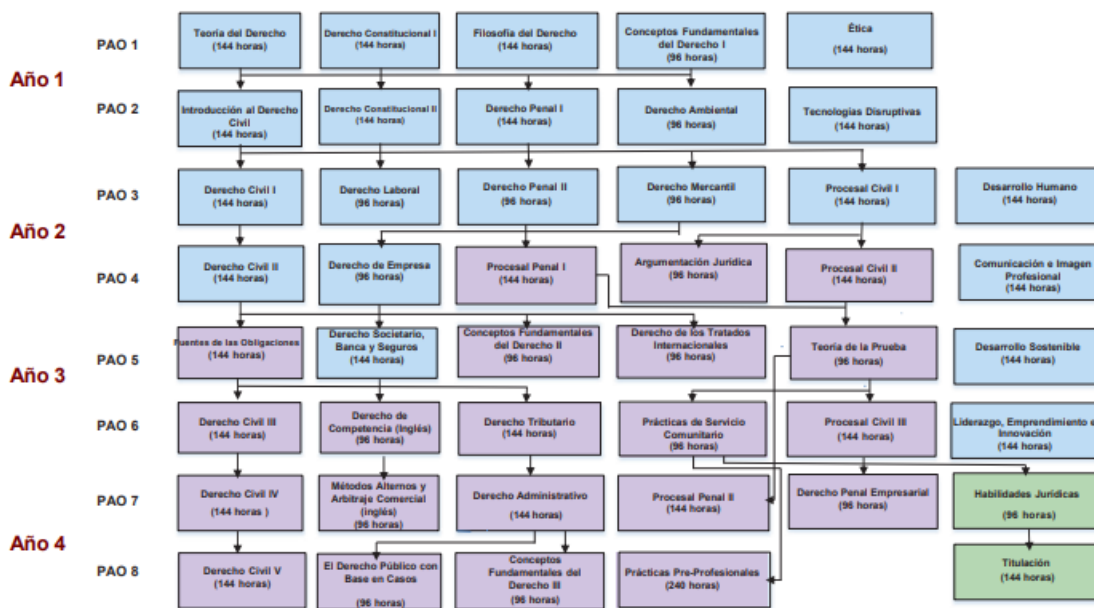 PAO 1
Teoría del Derecho
(144 horas)
Derecho Constitucional I
(144 horas)
Filosofía del Derecho
(144 horas)
Conceptos Fundamentales
del Derecho I
(96 horas)
Ética
(144 horas)
Año 1
PAO 2
Introducción al Derecho
Civil
(144 horas)
Derecho Constitucional II
(144 horas)
Derecho Penal I
(144 horas)
Derecho Ambiental
(96 horas)
Tecnologías Disruptivas
(144 horas)
PAO 3
Derecho Civil I
(144 horas)
Derecho Laboral
(96 horas)
Derecho Penal II
(96 horas)
Derecho Mercantil
(96 horas)
Procesal Civil I
(144 horas)
Desarrollo Humano
(144 horas)
Año 2
PAO 4
Derecho Civil II
(144 horas)
Derecho de Empresa
(96 horas)
Procesal Penal I
(144 horas)
Argumentación Jurídica
(96 horas)
Procesal Civil II
(144 horas)
Comunicación e Imagen
Profesional
(144 horas)
PAO 5
Fuentes de las Obligaciones
(144 horas)
Derecho Societario,
Banca y Seguros
(144 horas)
Conceptos Fundamentales
del Derecho II
(96 horas)
Derecho de los Tratados
Internacionales
(96 horas)
Teoría de la Prueba
(96 horas)
Desarrollo Sostenible
(144 horas)
Año 3
PAO 6
Derecho Civil III
(144 horas)
Derecho de
Competencia (Inglés)
(96 horas)
Derecho Tributario
(144 horas)
Prácticas de Servicio
Comunitario
(96 horas)
Procesal Civil III
(144 horas)
Liderazgo, Emprendimiento e
Innovación
(144 horas)
PAO 7
Derecho Civil IV
(144 horas )
Métodos Alternos y
Arbitraje Comercial
(inglés)
(96 horas)
Derecho Administrativo
(144 horas)
Procesal Penal II
(144 horas)
Derecho Penal Empresarial
(96 horas)
Habilidades Jurídicas
(96 horas)
Año 4
PAO 8
Derecho Civil V
(144 horas)
El Derecho Público con
Base en Casos
(96 horas)
Conceptos
Fundamentales del
Derecho III
(96 horas)
Prácticas Pre-Profesionales
(240 horas)
Titulación
(144 horas)